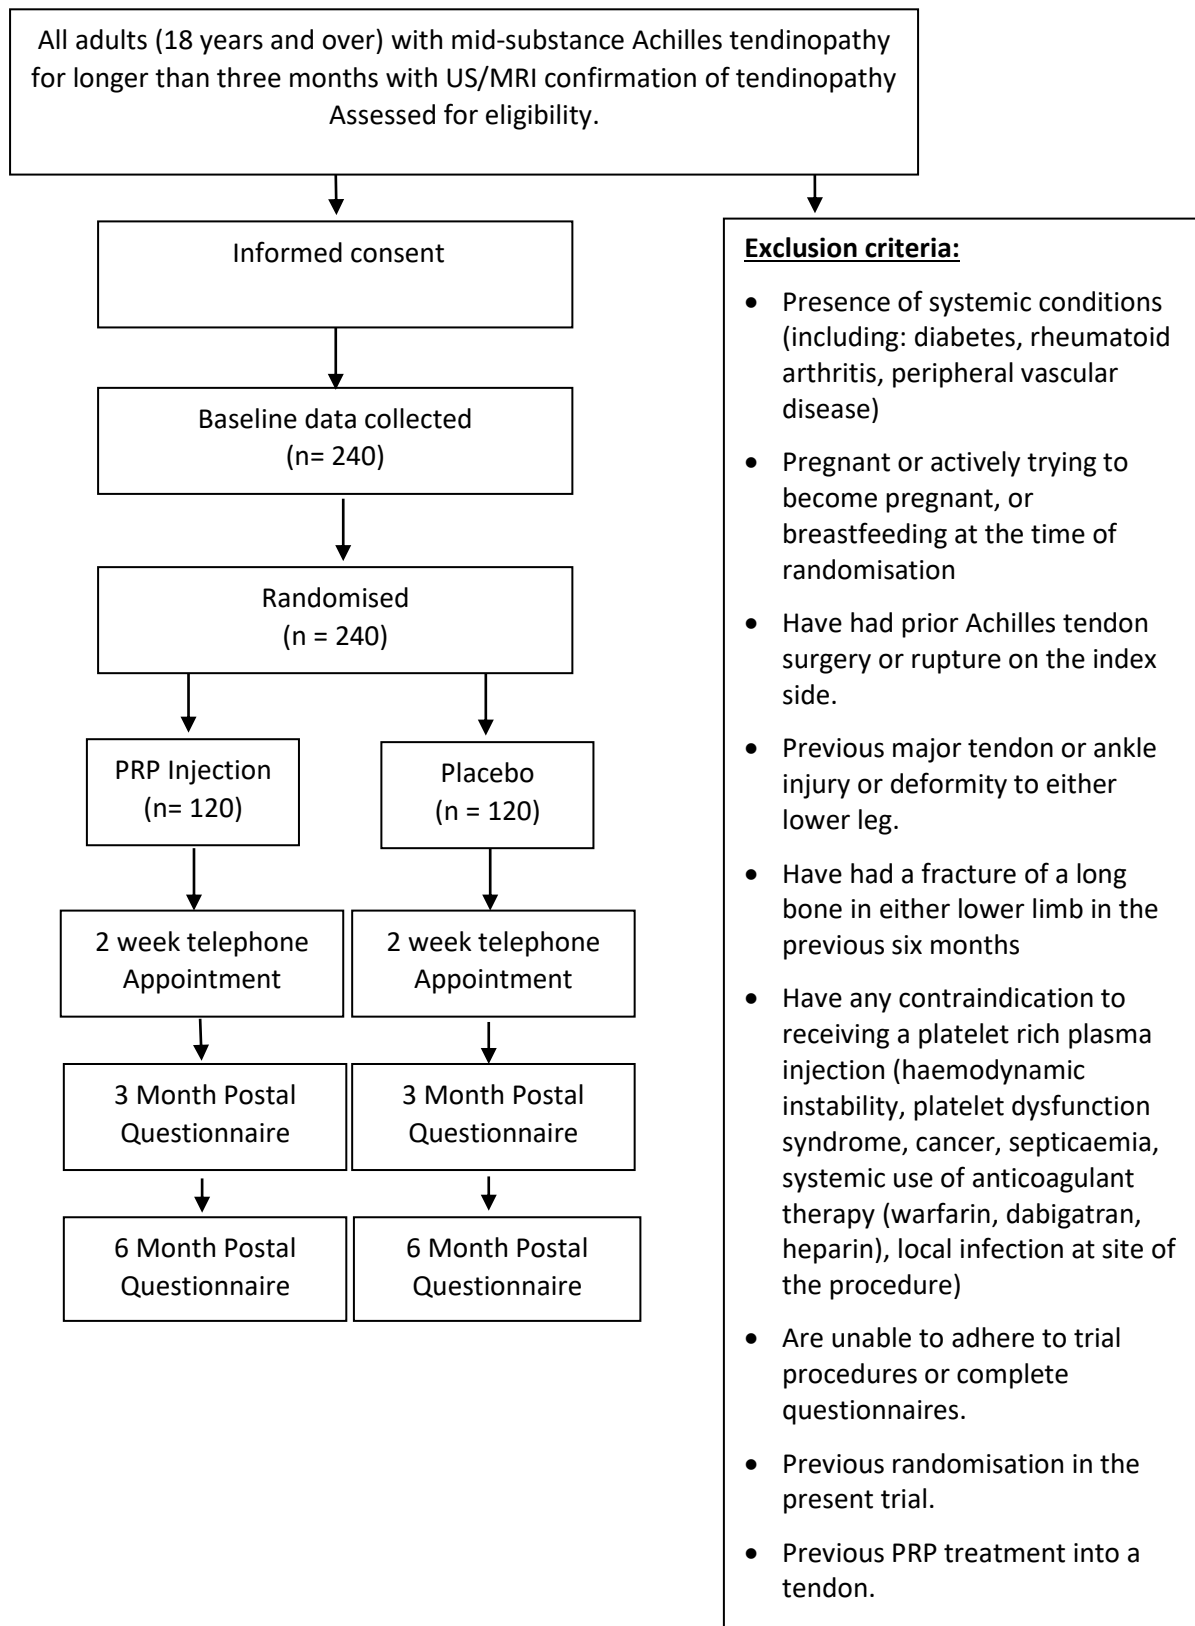 All adults (18 years and over) with mid-substance Achilles tendinopathy
for longer than three months with US/MRI confirmation of tendinopathy
Assessed for eligibility.
Informed consent
Baseline data collected
(n= 240)
Randomised
(n = 240)
PRP Injection
(n= 120)
Placebo
(n = 120)
2 week telephone
Appointment
2 week telephone
Appointment
3 Month Postal
Questionnaire
3 Month Postal
Questionnaire
6 Month Postal
Questionnaire
6 Month Postal
Questionnaire
Exclusion criteria:
• Presence of systemic conditions
(including: diabetes, rheumatoid
arthritis, peripheral vascular
disease)
• Pregnant or actively trying to
become pregnant, or
breastfeeding at the time of
randomisation
• Have had prior Achilles tendon
surgery or rupture on the index
side.
• Previous major tendon or ankle
injury or deformity to either
lower leg.
• Have had a fracture of a long
bone in either lower limb in the
previous six months
• Have any contraindication to
receiving a platelet rich plasma
injection (haemodynamic
instability, platelet dysfunction
syndrome, cancer, septicaemia,
systemic use of anticoagulant
therapy (warfarin, dabigatran,
heparin), local infection at site of
the procedure)
• Are unable to adhere to trial
procedures or complete
questionnaires.
• Previous randomisation in the
present trial.
• Previous PRP treatment into a
tendon.